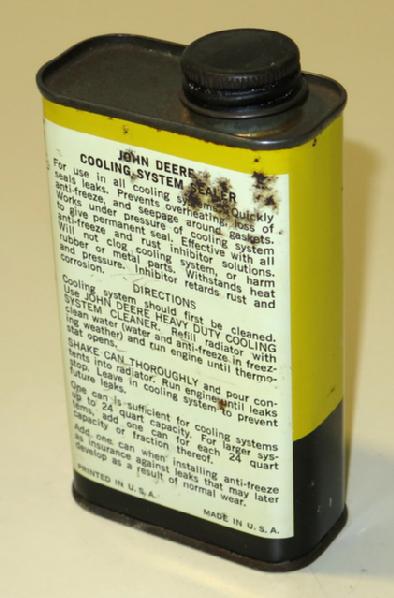 JOHN DEERE
COOLING SYSTEM SEALER
For use in all cooling Quickly
seals leaks. Prevents overheating, loss of
anti-freeze, and seepage around gaskets.
Works under pressure of cooling system
to give permanent seal. Effective with all
anti-freeze and rust inhibitor solutions.
Will not clog cooling system, or harm
rubber or metal parts. Withstands heat
and pressure. Inhibitor retards rust and
corrosion.
DIRECTIONS
Cooling system should first be cleaned.
Use JOHN DEERE HEAVY DUTY COOLING
SYSTEM CLEANER. Refill radiator with
clean water (water and anti-freeze in freez-
ing weather) and run engine until thermo-
stat opens.
SHAKE CAN THOROUGHLY and pour con-
tents into radiator. Run engine until leaks
stop. Leave in cooling system to prevent
future leaks.
One can is sufficient for cooling systems
up to 24 quart capacity. For larger sys-
tems, add one can for each 24 quart
capacity or fraction thereof.
Add one can when installing anti-freeze
as insurance against leaks that may later
develop as a result of normal wear.
PRINTED IN U. S. A.
MADE IN U. S. A.